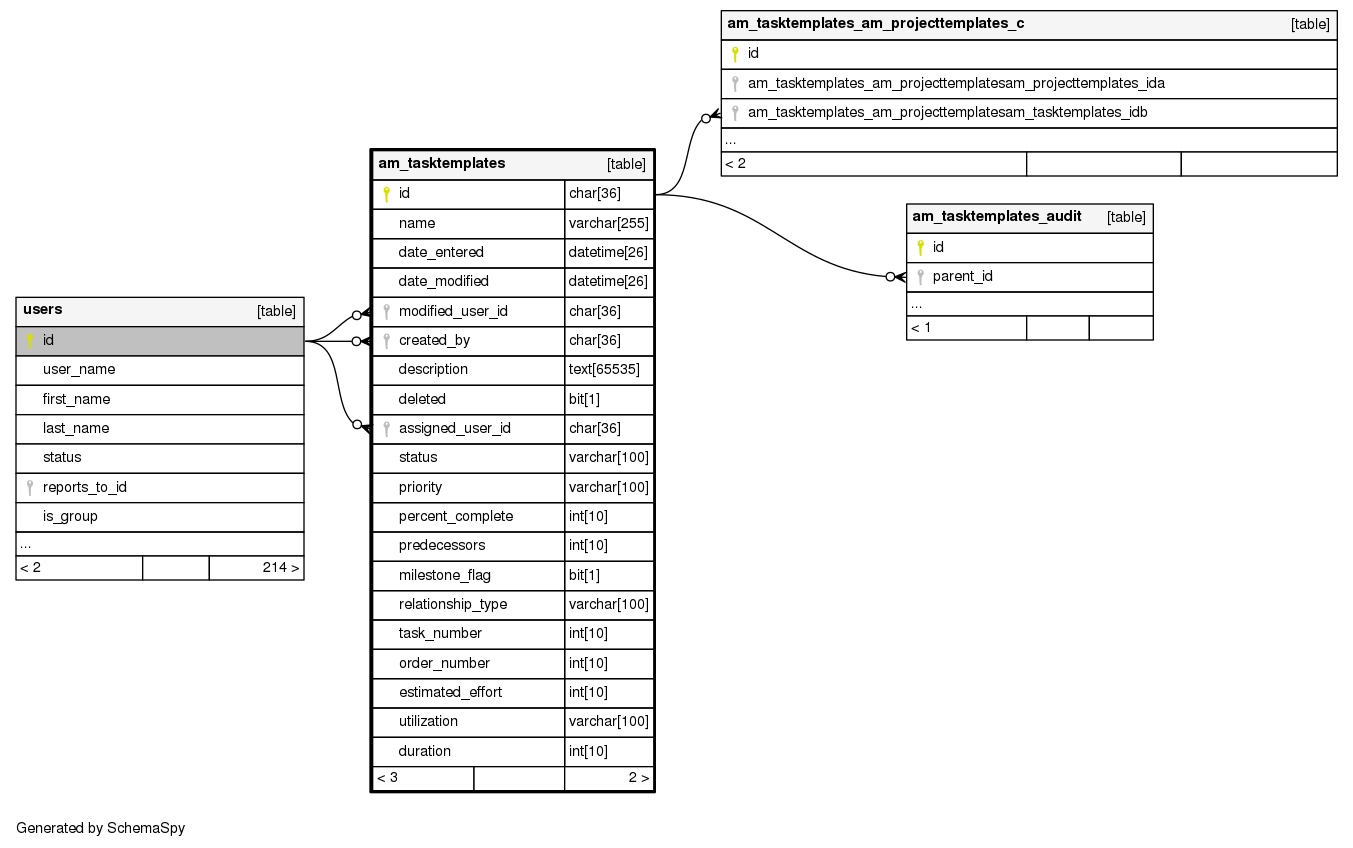 am_tasktemplates_am_projecttemplates_c [table]
id
am_tasktemplates_am_projecttemplatesam_projecttemplates_ida
am_tasktemplates_am_projecttemplatesam_tasktemplates_idb
...
< 2
am_tasktemplates [table]
id char[36]
name varchar[255]
date_entered datetime[26]
date_modified datetime[26]
modified_user_id char[36]
created_by char[36]
description text[65535]
deleted bit[1]
assigned_user_id char[36]
status varchar[100]
priority varchar[100]
percent_complete int[10]
predecessors int[10]
milestone_flag bit[1]
relationship_type varchar[100]
task_number int[10]
order_number int[10]
estimated_effort int[10]
utilization varchar[100]
duration int[10]
< 3 2 >
am_tasktemplates_audit [table]
id
parent_id
...
< 1
users [table]
id
user_name
first_name
last_name
status
reports_to_id
is_group
...
< 2 214 >
Generated by SchemaSpy